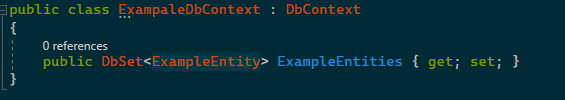 public class ExampaleDbContext : DbContext
{
0 references
public DbSet<ExampleEntity> ExampleEntities { get; set; }
}